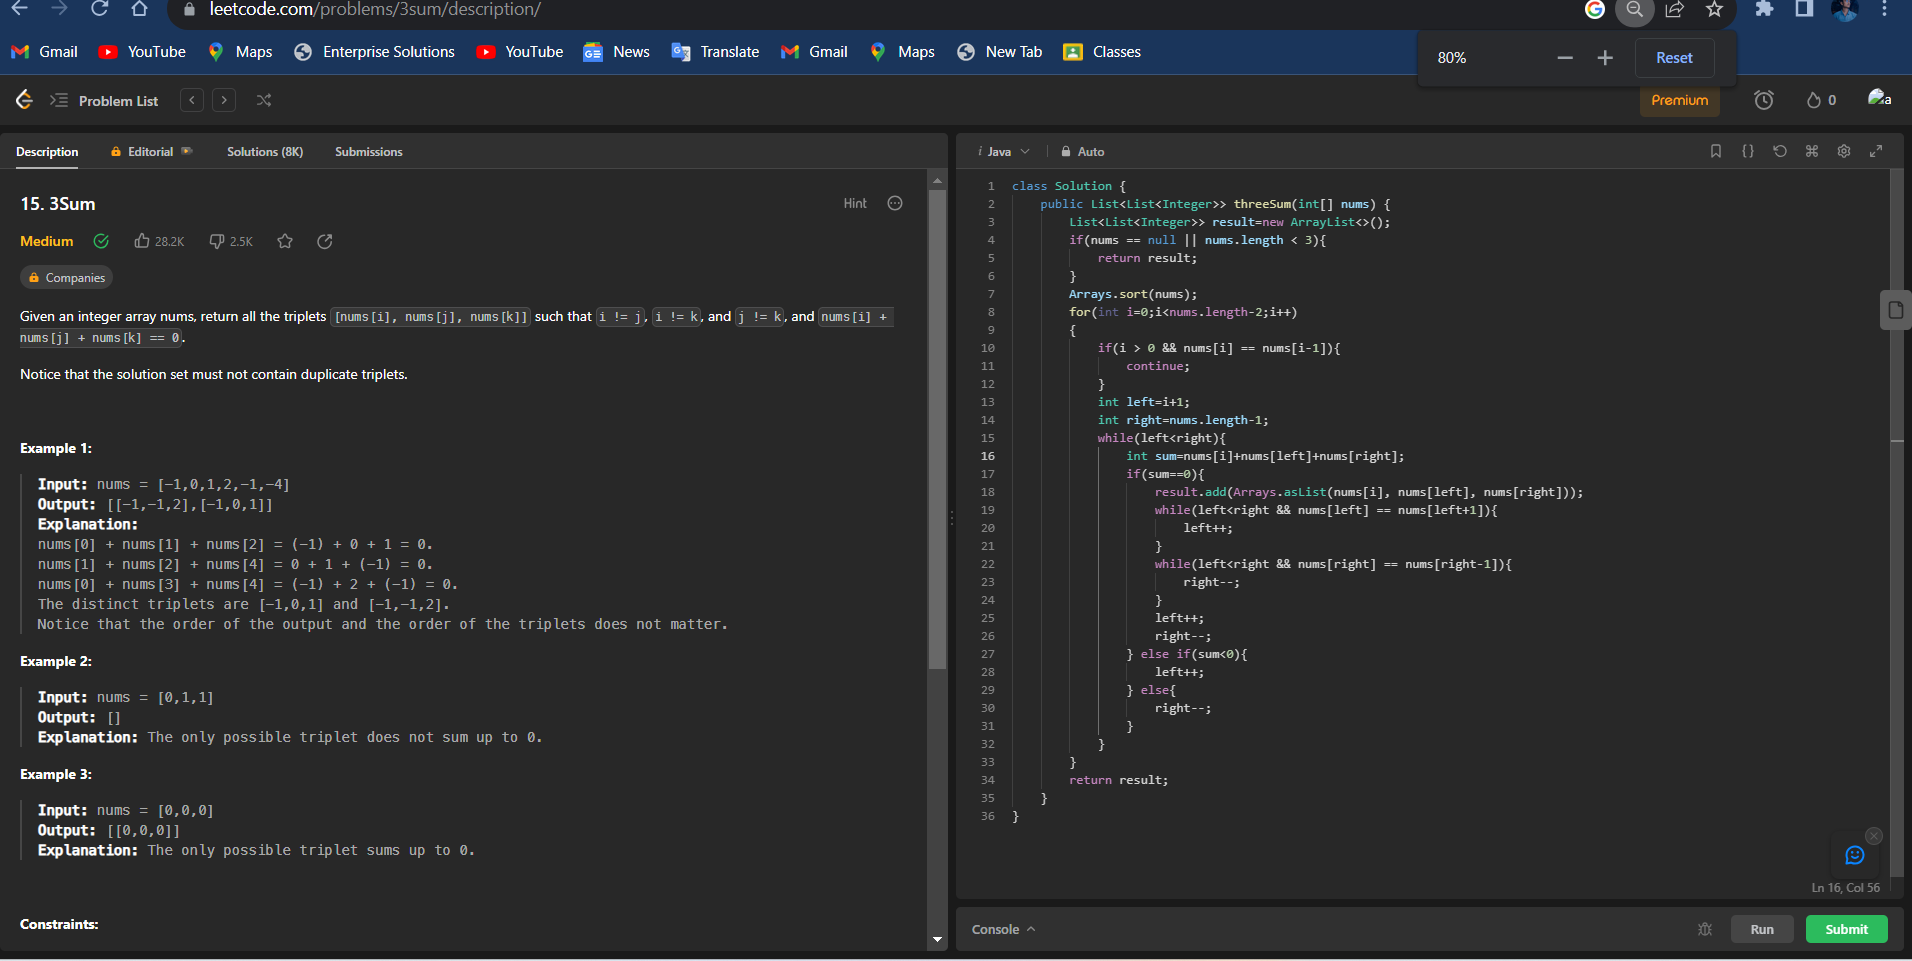 leetcode.com/problems/3sum/description/
Gmail YouTube Maps Enterprise Solutions YouTube News Translate Gmail Maps New Tab Classes
80% Reset
Problem List
Premium 0 a
Description Editorial Solutions (8K) Submissions
15. 3Sum Hint
Medium 28.2K 2.5K
Companies
Given an integer array nums, return all the triplets [nums[i], nums[j], nums[k]] such that i != j, i != k, and j != k, and nums[i] +
nums[j] + nums[k] == 0.
Notice that the solution set must not contain duplicate triplets.
Example 1:
Input: nums = [-1,0,1,2,-1,-4]
Output: [[-1,-1,2],[-1,0,1]]
Explanation:
nums[0] + nums[1] + nums[2] = (-1) + 0 + 1 = 0.
nums[1] + nums[2] + nums[4] = 0 + 1 + (-1) = 0.
nums[0] + nums[3] + nums[4] = (-1) + 2 + (-1) = 0.
The distinct triplets are [-1,0,1] and [-1,-1,2].
Notice that the order of the output and the order of the triplets does not matter.
Example 2:
Input: nums = [0,1,1]
Output: []
Explanation: The only possible triplet does not sum up to 0.
Example 3:
Input: nums = [0,0,0]
Output: [[0,0,0]]
Explanation: The only possible triplet sums up to 0.
Constraints:
i Java Auto
1 class Solution {
2 public List<List<Integer>> threeSum(int[] nums) {
3 List<List<Integer>> result=new ArrayList<>();
4 if(nums == null || nums.length < 3){
5 return result;
6 }
7 Arrays.sort(nums);
8 for(int i=0;i<nums.length-2;i++)
9 {
10 if(i > 0 && nums[i] == nums[i-1]){
11 continue;
12 }
13 int left=i+1;
14 int right=nums.length-1;
15 while(left<right){
16 int sum=nums[i]+nums[left]+nums[right];
17 if(sum==0){
18 result.add(Arrays.asList(nums[i], nums[left], nums[right]));
19 while(left<right && nums[left] == nums[left+1]){
20 left++;
21 }
22 while(left<right && nums[right] == nums[right-1]){
23 right--;
24 }
25 left++;
26 right--;
27 } else if(sum<0){
28 left++;
29 } else{
30 right--;
31 }
32 }
33 }
34 return result;
35 }
36 }
Ln 16, Col 56
Console Run Submit